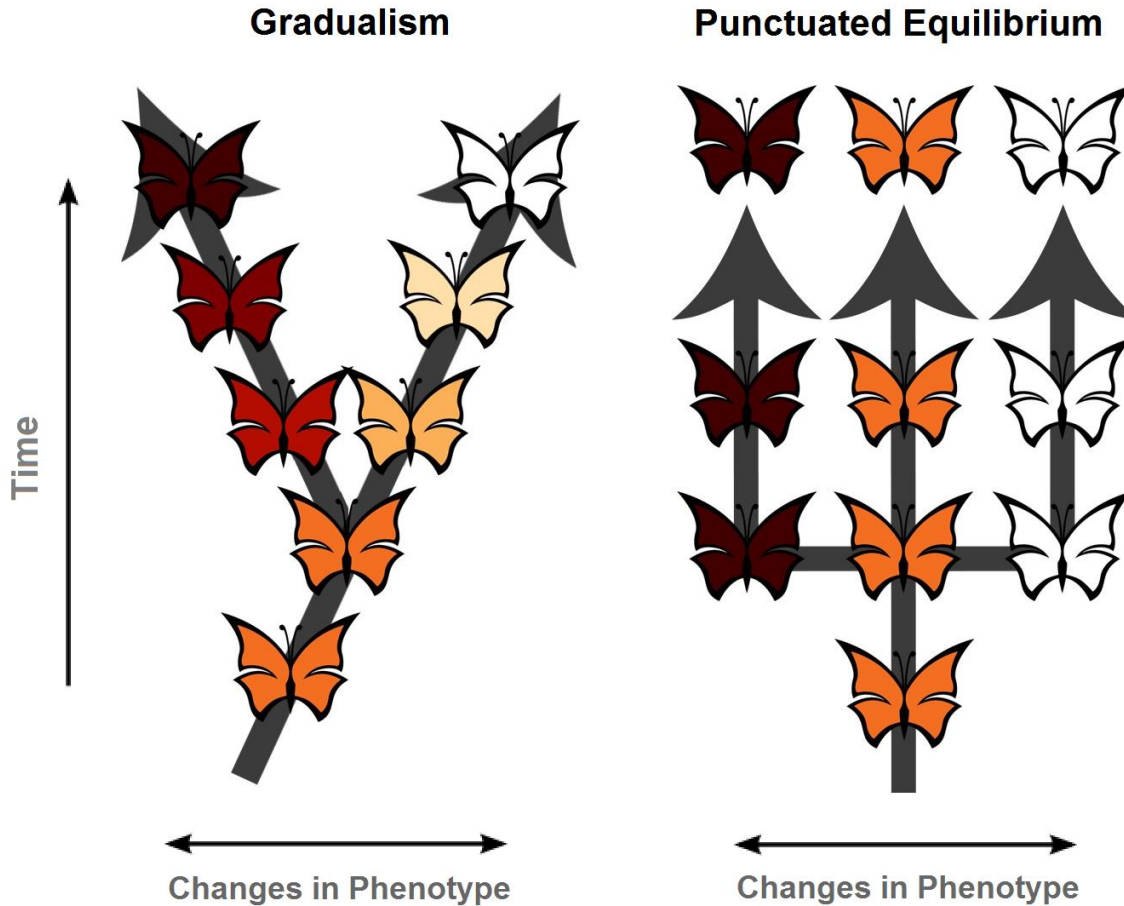 Gradualism
Punctuated Equilibrium
Time
Changes in Phenotype
Changes in Phenotype